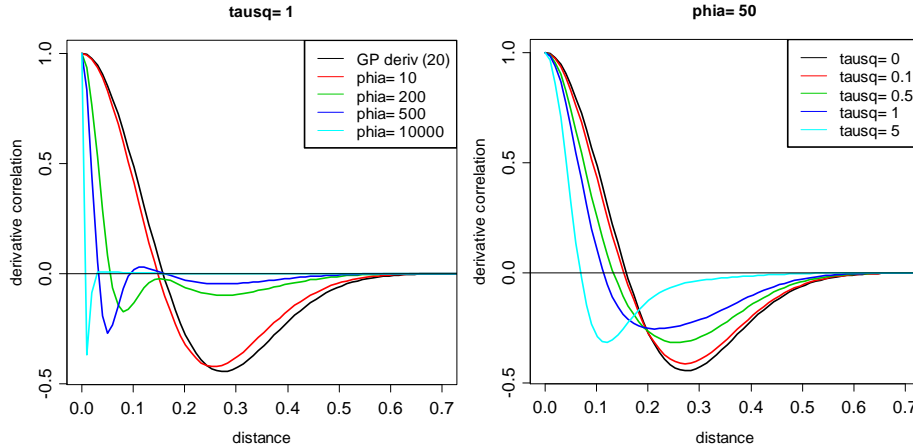 tausq= 1
derivative correlation
1.0
0.5
0.0
-0.5
GP deriv (20)
phia= 10
phia= 200
phia= 500
phia= 10000
0.0 0.1 0.2 0.3 0.4 0.5 0.6 0.7
distance
phia= 50
derivative correlation
1.0
0.5
0.0
-0.5
tausq= 0
tausq= 0.1
tausq= 0.5
tausq= 1
tausq= 5
0.0 0.1 0.2 0.3 0.4 0.5 0.6 0.7
distance